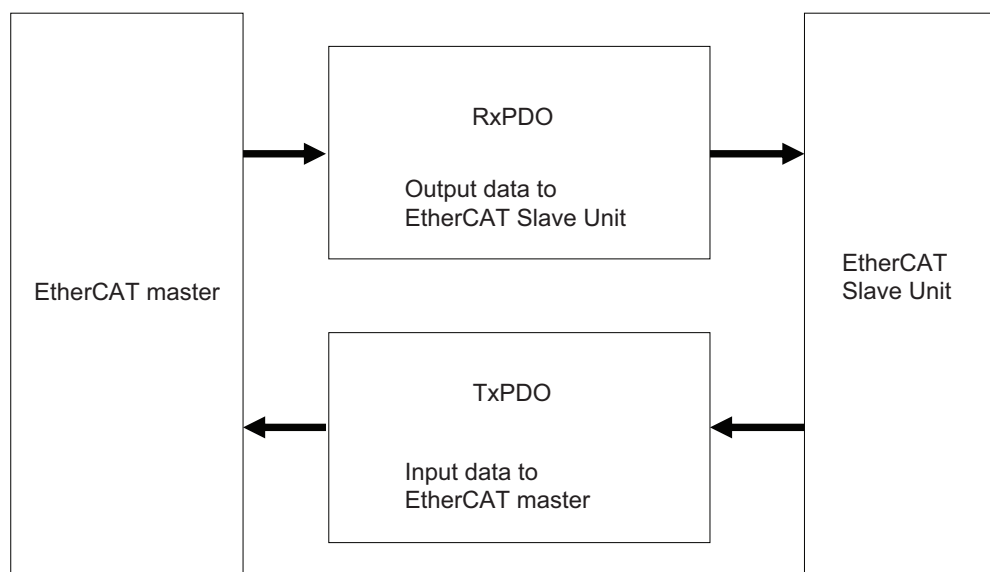 EtherCAT master
RxPDO
Output data to
EtherCAT Slave Unit
TxPDO
Input data to
EtherCAT master
EtherCAT
Slave Unit